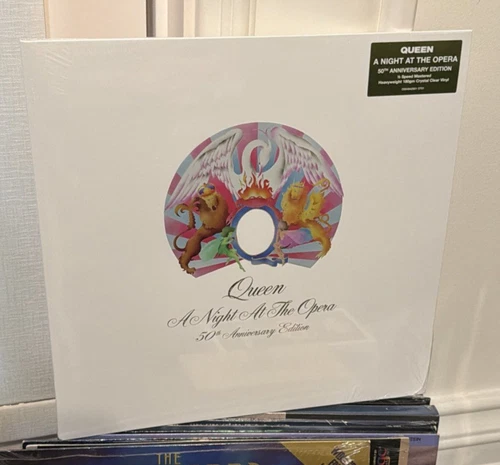 QUEEN
A NIGHT AT THE OPERA
50TH ANNIVERSARY EDITION
½-Speed Mastered
Heavyweight 180gm Crystal Clear Vinyl
Queen
A Night At The Opera
50th Anniversary Edition
THE